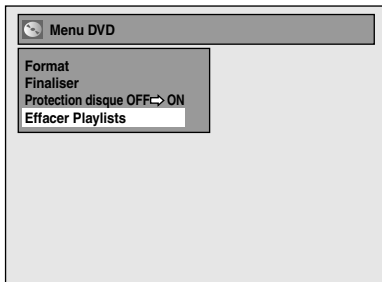 Menu DVD
Format
Finaliser
Protection disque OFF⇨ ON
Effacer Playlists